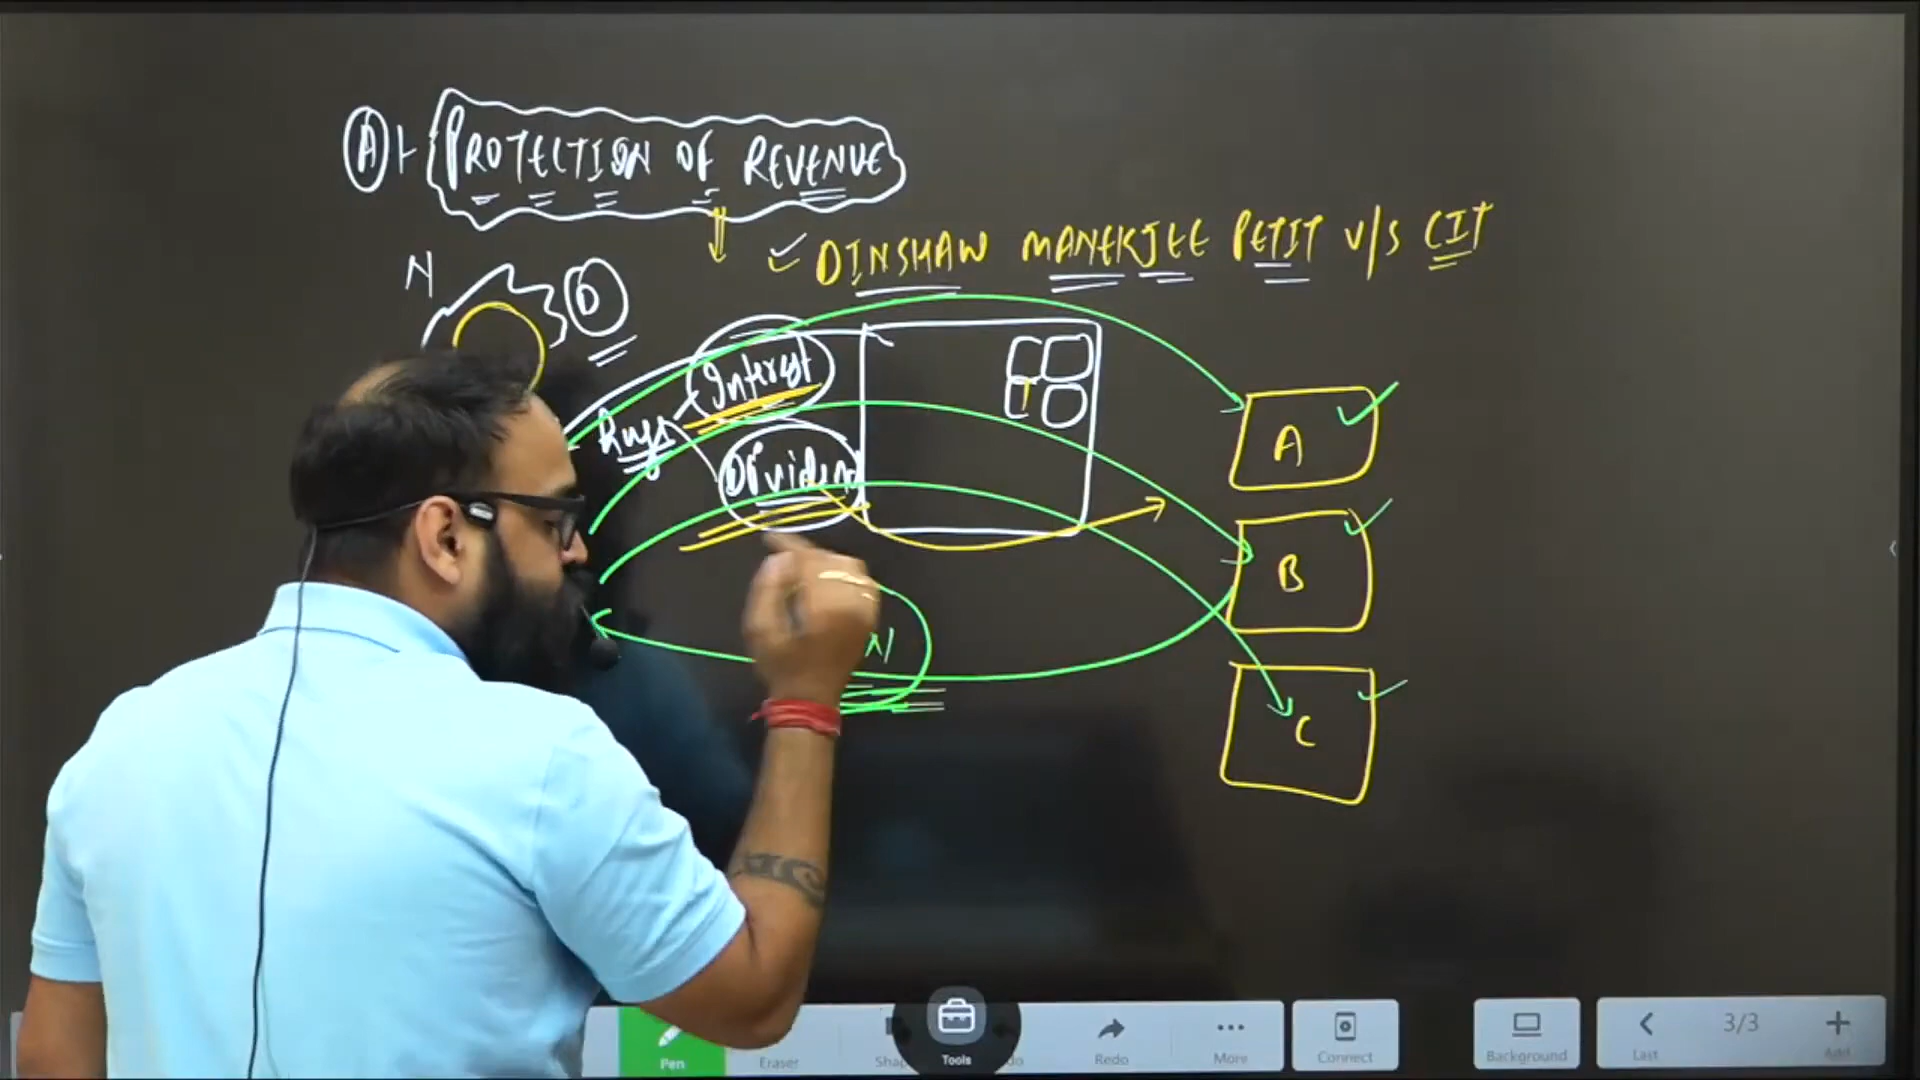 A PROTECTION OF REVENUE
DINSHAW MANEKJEE PETIT V/S CIT
N
D
Interest
Dividend
A
B
N
C
Pen
Eraser
Tools
Redo
More
Connect
Background
Last
3/3
Add